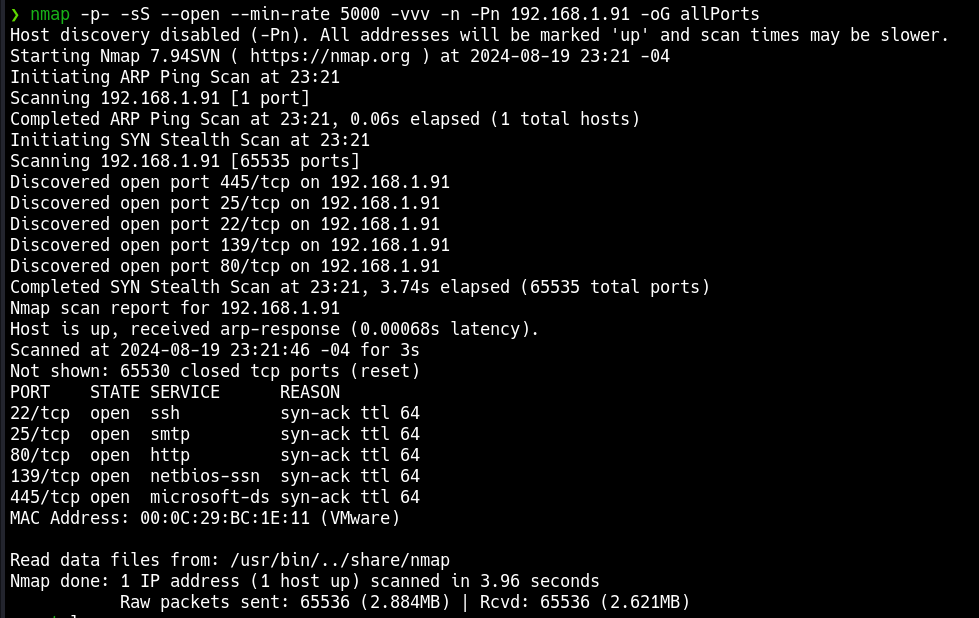 ❯ nmap -p- -sS --open --min-rate 5000 -vvv -n -Pn 192.168.1.91 -oG allPorts
Host discovery disabled (-Pn). All addresses will be marked 'up' and scan times may be slower.
Starting Nmap 7.94SVN ( https://nmap.org ) at 2024-08-19 23:21 -04
Initiating ARP Ping Scan at 23:21
Scanning 192.168.1.91 [1 port]
Completed ARP Ping Scan at 23:21, 0.06s elapsed (1 total hosts)
Initiating SYN Stealth Scan at 23:21
Scanning 192.168.1.91 [65535 ports]
Discovered open port 445/tcp on 192.168.1.91
Discovered open port 25/tcp on 192.168.1.91
Discovered open port 22/tcp on 192.168.1.91
Discovered open port 139/tcp on 192.168.1.91
Discovered open port 80/tcp on 192.168.1.91
Completed SYN Stealth Scan at 23:21, 3.74s elapsed (65535 total ports)
Nmap scan report for 192.168.1.91
Host is up, received arp-response (0.00068s latency).
Scanned at 2024-08-19 23:21:46 -04 for 3s
Not shown: 65530 closed tcp ports (reset)
PORT    STATE SERVICE      REASON
22/tcp  open  ssh          syn-ack ttl 64
25/tcp  open  smtp         syn-ack ttl 64
80/tcp  open  http         syn-ack ttl 64
139/tcp open  netbios-ssn  syn-ack ttl 64
445/tcp open  microsoft-ds syn-ack ttl 64
MAC Address: 00:0C:29:BC:1E:11 (VMware)
Read data files from: /usr/bin/../share/nmap
Nmap done: 1 IP address (1 host up) scanned in 3.96 seconds
           Raw packets sent: 65536 (2.884MB) | Rcvd: 65536 (2.621MB)